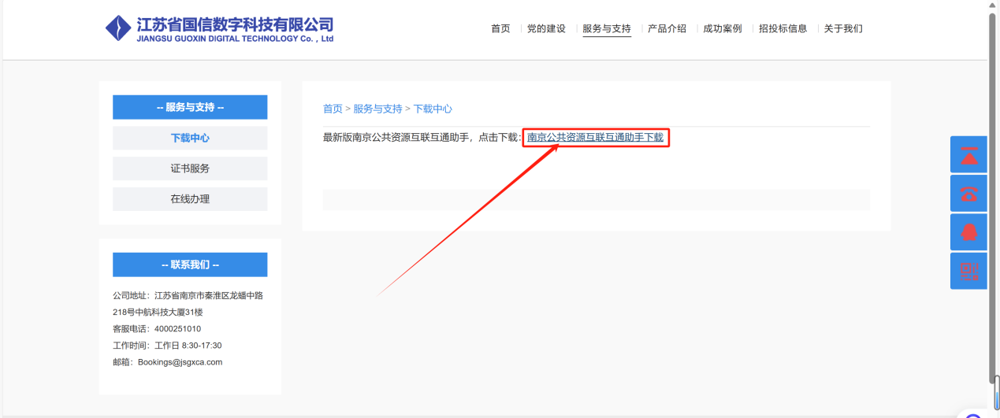 江苏省国信数字科技有限公司
JIANGSU GUOXIN DIGITAL TECHNOLOGY Co. , Ltd
首页 党的建设 服务与支持 产品介绍 成功案例 招投标信息 关于我们
-- 服务与支持 --
下载中心
证书服务
在线办理
首页 > 服务与支持 > 下载中心
最新版南京公共资源互联互通助手，点击下载：南京公共资源互联互通助手下载
-- 联系我们 --
公司地址：江苏省南京市秦淮区龙蟠中路
218号中航科技大厦31楼
客服电话：4000251010
工作时间：工作日 8:30-17:30
邮箱：Bookings@jsgxca.com